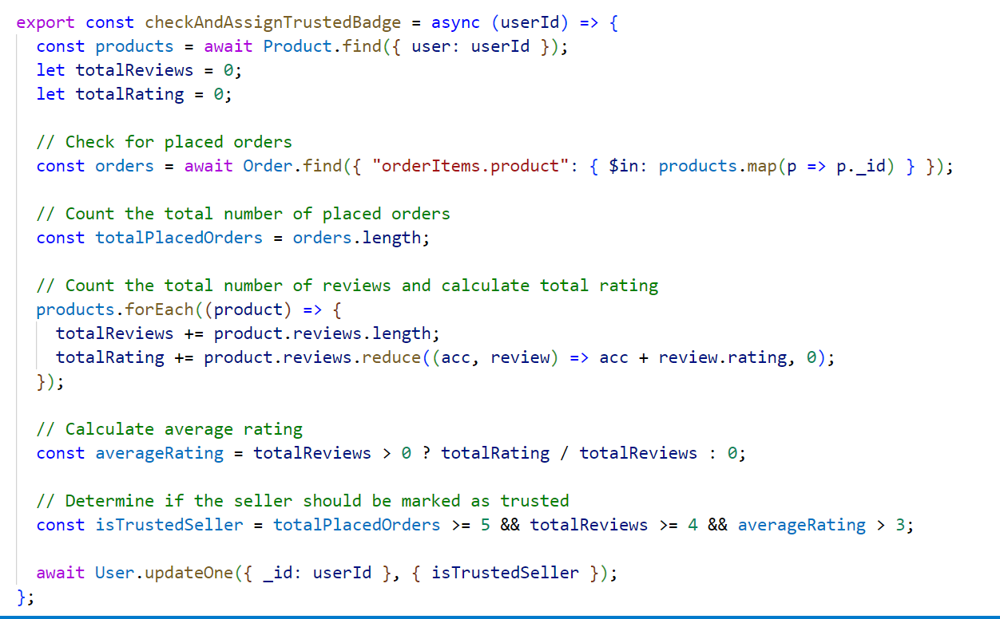 export const checkAndAssignTrustedBadge = async (userId) => {
  const products = await Product.find({ user: userId });
  let totalReviews = 0;
  let totalRating = 0;

  // Check for placed orders
  const orders = await Order.find({ "orderItems.product": { $in: products.map(p => p._id) } });

  // Count the total number of placed orders
  const totalPlacedOrders = orders.length;

  // Count the total number of reviews and calculate total rating
  products.forEach((product) => {
    totalReviews += product.reviews.length;
    totalRating += product.reviews.reduce((acc, review) => acc + review.rating, 0);
  });

  // Calculate average rating
  const averageRating = totalReviews > 0 ? totalRating / totalReviews : 0;

  // Determine if the seller should be marked as trusted
  const isTrustedSeller = totalPlacedOrders >= 5 && totalReviews >= 4 && averageRating > 3;

  await User.updateOne({ _id: userId }, { isTrustedSeller });
};